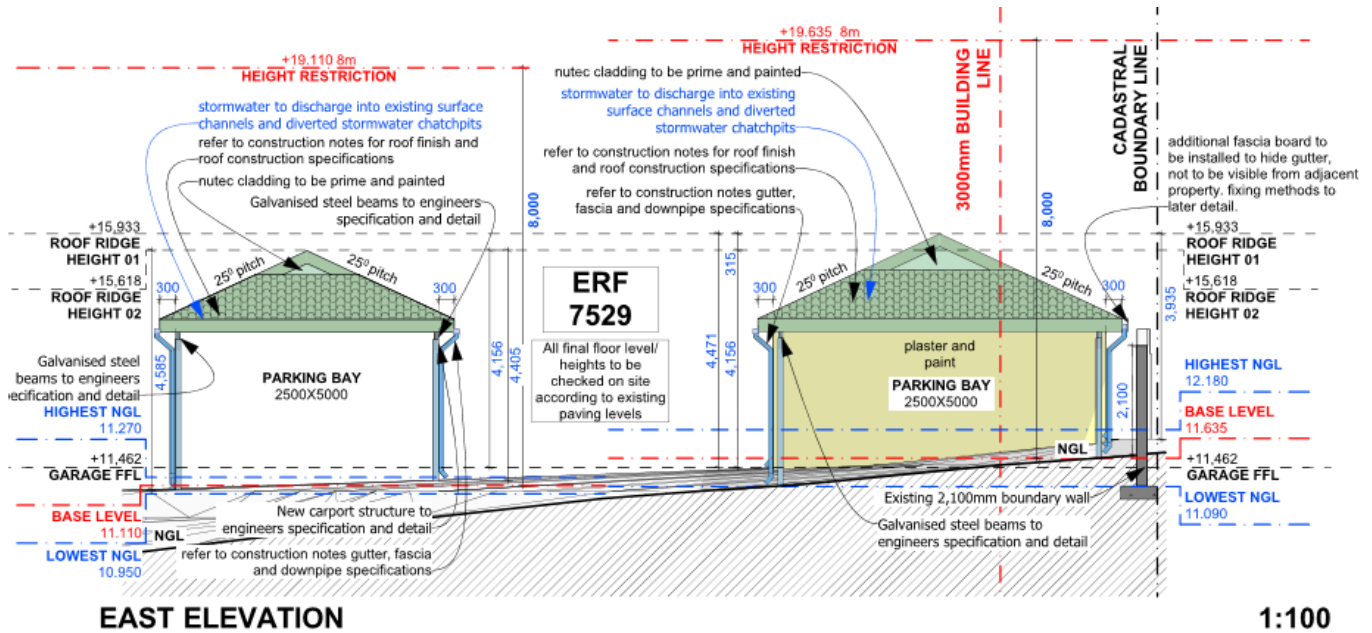 +19.110 8m
HEIGHT RESTRICTION
stormwater to discharge into existing surface
channels and diverted stormwater chatchpits
refer to construction notes for roof finish and
roof construction specifications
nutec cladding to be prime and painted
Galvanised steel beams to engineers
specification and detail
8,000
+15,933
ROOF RIDGE
HEIGHT 01
+15,618
ROOF RIDGE
HEIGHT 02
25⁰ pitch
25⁰ pitch
300
300
Galvanised steel
beams to engineers
pecification and detail
4,585
PARKING BAY
2500X5000
4,156
4,405
HIGHEST NGL
11.270
+11,462
GARAGE FFL
BASE LEVEL
11.110
NGL
LOWEST NGL
10.950
New carport structure to
engineers specification and detail
refer to construction notes gutter, fascia
and downpipe specifications
ERF
7529
All final floor level/
heights to be
checked on site
according to existing
paving levels
+19.635 8m
HEIGHT RESTRICTION
nutec cladding to be prime and painted
stormwater to discharge into existing
surface channels and diverted
stormwater chatchpits
refer to construction notes for roof finish
and roof construction specifications
refer to construction notes gutter,
fascia and downpipe specifications
3000mm BUILDING
LINE
8,000
CADASTRAL
BOUNDARY LINE
additional fascia board to
be installed to hide gutter,
not to be visible from adjacent
property. fixing methods to
later detail.
315
4,471
4,156
300
25⁰ pitch
25⁰ pitch
300
plaster and
paint
PARKING BAY
2500X5000
2,100
3,935
+15,933
ROOF RIDGE
HEIGHT 01
+15,618
ROOF RIDGE
HEIGHT 02
HIGHEST NGL
12.180
BASE LEVEL
11.635
NGL
+11,462
GARAGE FFL
LOWEST NGL
11.090
Existing 2,100mm boundary wall
Galvanised steel beams to
engineers specification and detail
EAST ELEVATION
1:100